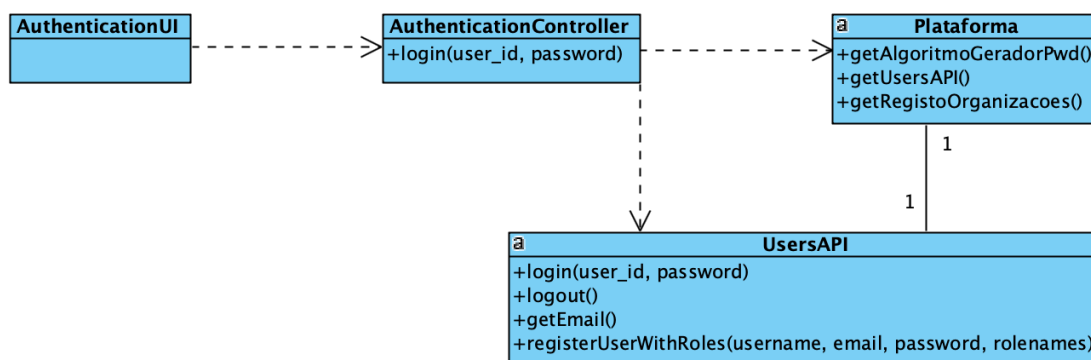 AuthenticationUI
AuthenticationController
+login(user_id, password)
a
Plataforma
+getAlgoritmoGeradorPwd()
+getUsersAPI()
+getRegistoOrganizacoes()
1
1
a
UsersAPI
+login(user_id, password)
+logout()
+getEmail()
+registerUserWithRoles(username, email, password, rolenames)